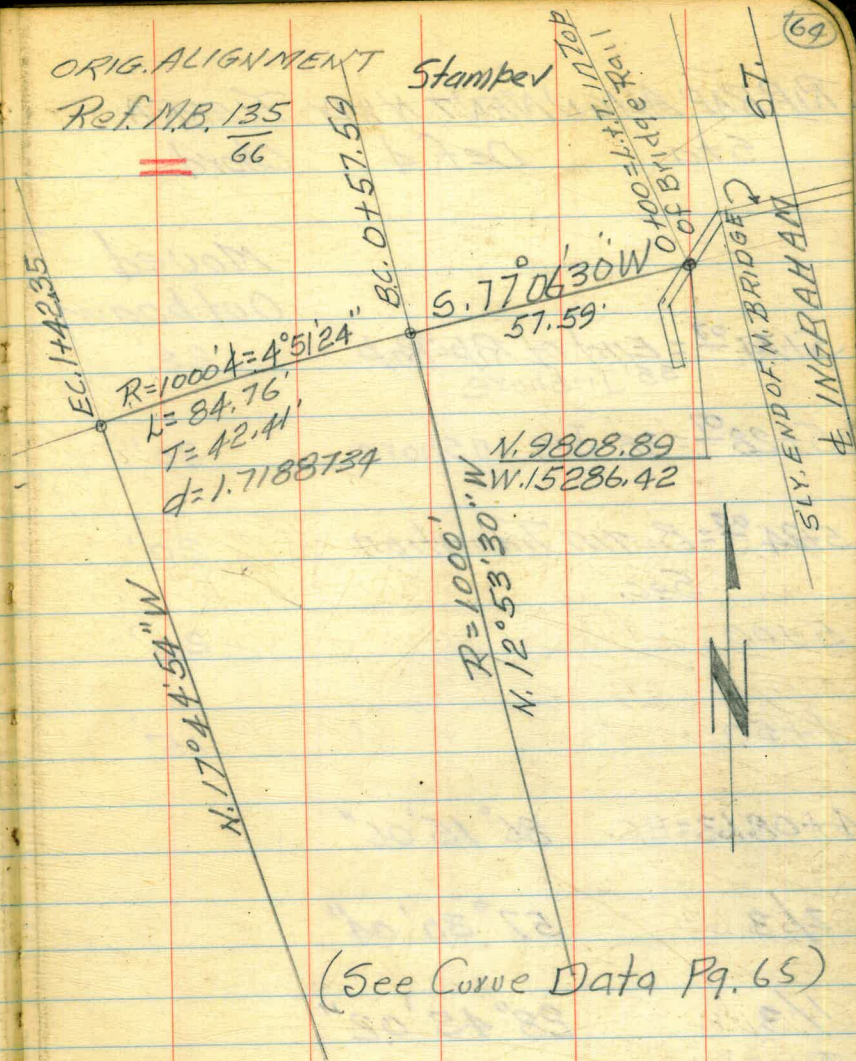 64
ORIG. ALIGNMENT
Stamper
Ref. M.B. 135/66
0+00 = L.+T. in Top
of Bridge Rail
SLY. END OF N. BRIDGE
℄ INGRAHAM ST.
E.C. 1+42.35
B.C. 0+57.59
S. 77°06'30" W
57.59'
R=1000' Δ=4°51'24"
L=84.76'
T=42.41'
d=1.7188734
N. 9808.89
W. 15286.42
R=1000'
N. 12°53'30" W
N. 17°44'54" W
N
(See Curve Data Pg. 65)